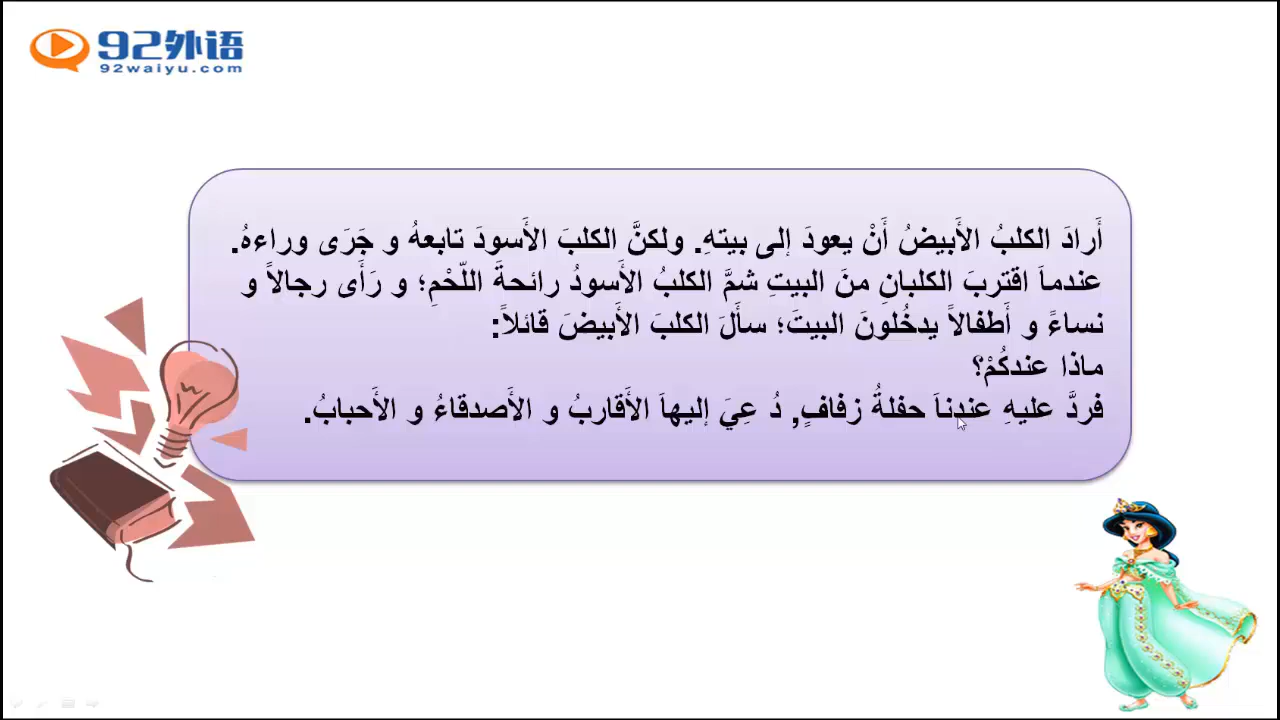 92外语
92waiyu.com
أَرادَ الكلبُ الأَبيضُ أَنْ يعودَ إلى بيتهِ. ولكنَّ الكلبَ الأَسودَ تابعهُ و جَرَى وراءهُ.
عندماَ اقتربَ الكلبانِ منَ البيتِ شمَّ الكلبُ الأَسودُ رائحةَ اللّحْمِ؛ و رَأَى رجالاً و
نساءً و أَطفالاً يدخُلونَ البيتَ؛ سأَلَ الكلبَ الأَبيضَ قائلاً:
ماذا عندكُمْ؟
فردَّ عليهِ عندناَ حفلةُ زفافٍ, دُ عِيَ إليهاَ الأَقاربُ و الأَصدقاءُ و الأَحبابُ.